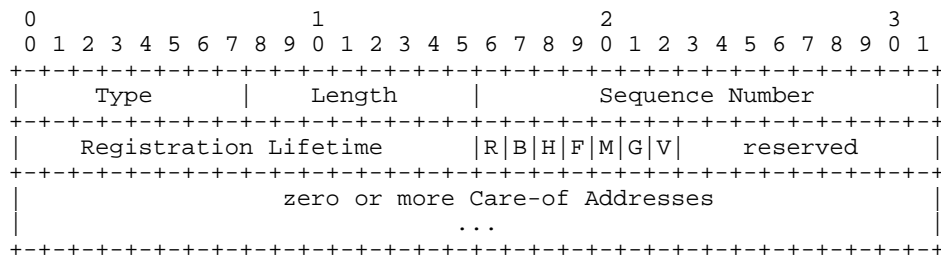 0                   1                   2                   3
 0 1 2 3 4 5 6 7 8 9 0 1 2 3 4 5 6 7 8 9 0 1 2 3 4 5 6 7 8 9 0 1
+-+-+-+-+-+-+-+-+-+-+-+-+-+-+-+-+-+-+-+-+-+-+-+-+-+-+-+-+-+-+-+-+
|     Type      |    Length     |        Sequence Number        |
+-+-+-+-+-+-+-+-+-+-+-+-+-+-+-+-+-+-+-+-+-+-+-+-+-+-+-+-+-+-+-+-+
|    Registration Lifetime      |R|B|H|F|M|G|V|    reserved     |
+-+-+-+-+-+-+-+-+-+-+-+-+-+-+-+-+-+-+-+-+-+-+-+-+-+-+-+-+-+-+-+-+
|                  zero or more Care-of Addresses               |
|                              ...                              |
+-+-+-+-+-+-+-+-+-+-+-+-+-+-+-+-+-+-+-+-+-+-+-+-+-+-+-+-+-+-+-+-+